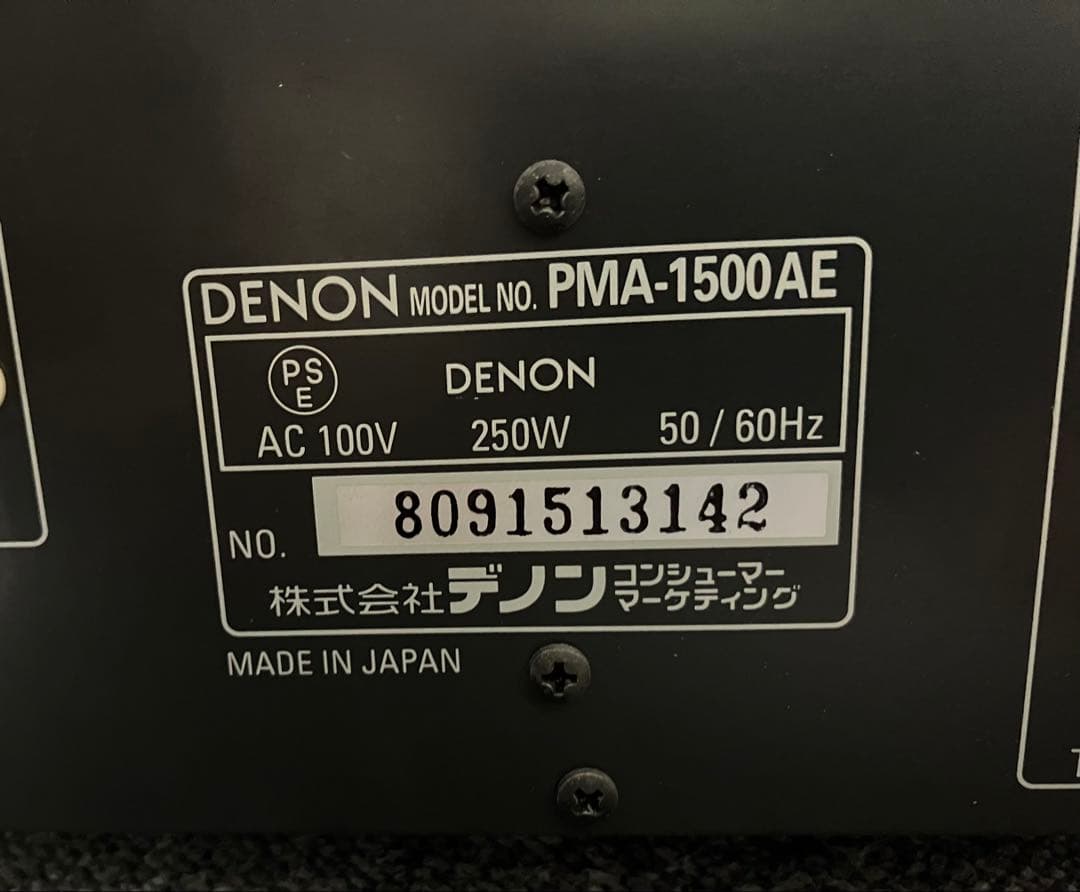 DENON MODEL NO. PMA-1500AE
PS E
DENON
AC 100V 250W 50 / 60Hz
NO. 8091513142
株式会社デノンコンシューマーマーケティング
MADE IN JAPAN